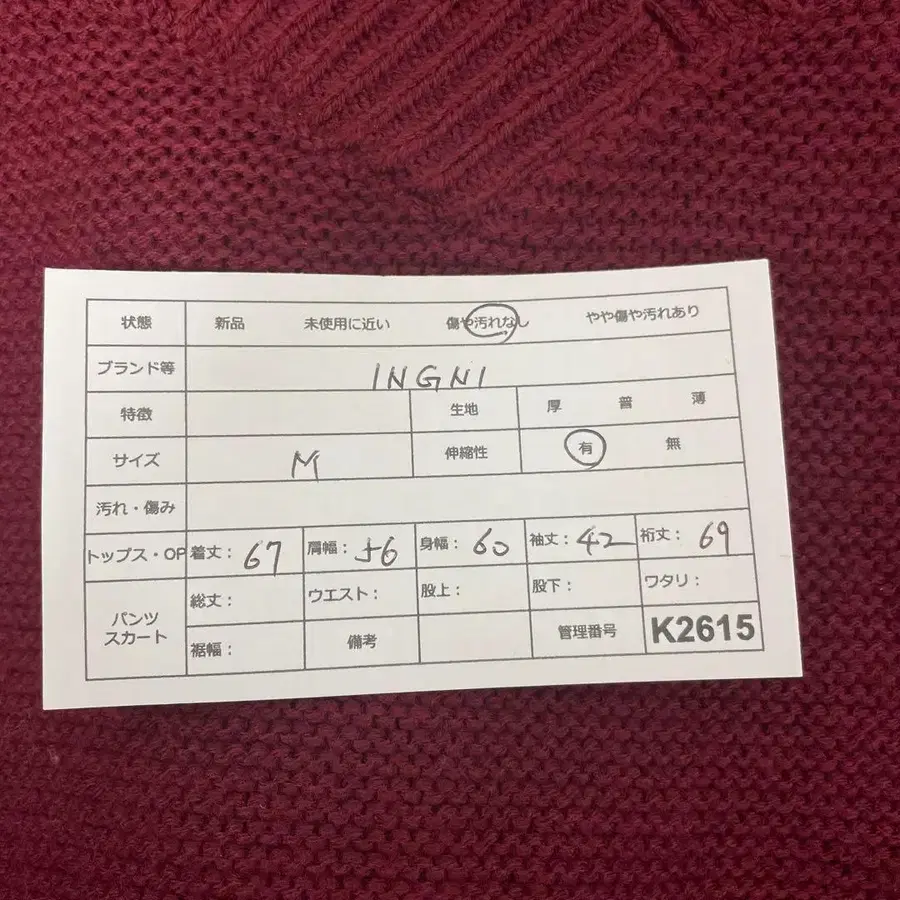 状態 新品 未使用に近い 傷や汚れなし やや傷や汚れあり
ブランド等 INGNI
特徴 生地 厚 普 薄
サイズ M 伸縮性 有 無
汚れ・傷み
トップス・OP 着丈: 67 肩幅: 56 身幅: 60 袖丈: 42 裄丈: 69
パンツ スカート 総丈: ウエスト: 股上: 股下: ワタリ:
裾幅: 備考 管理番号 K2615